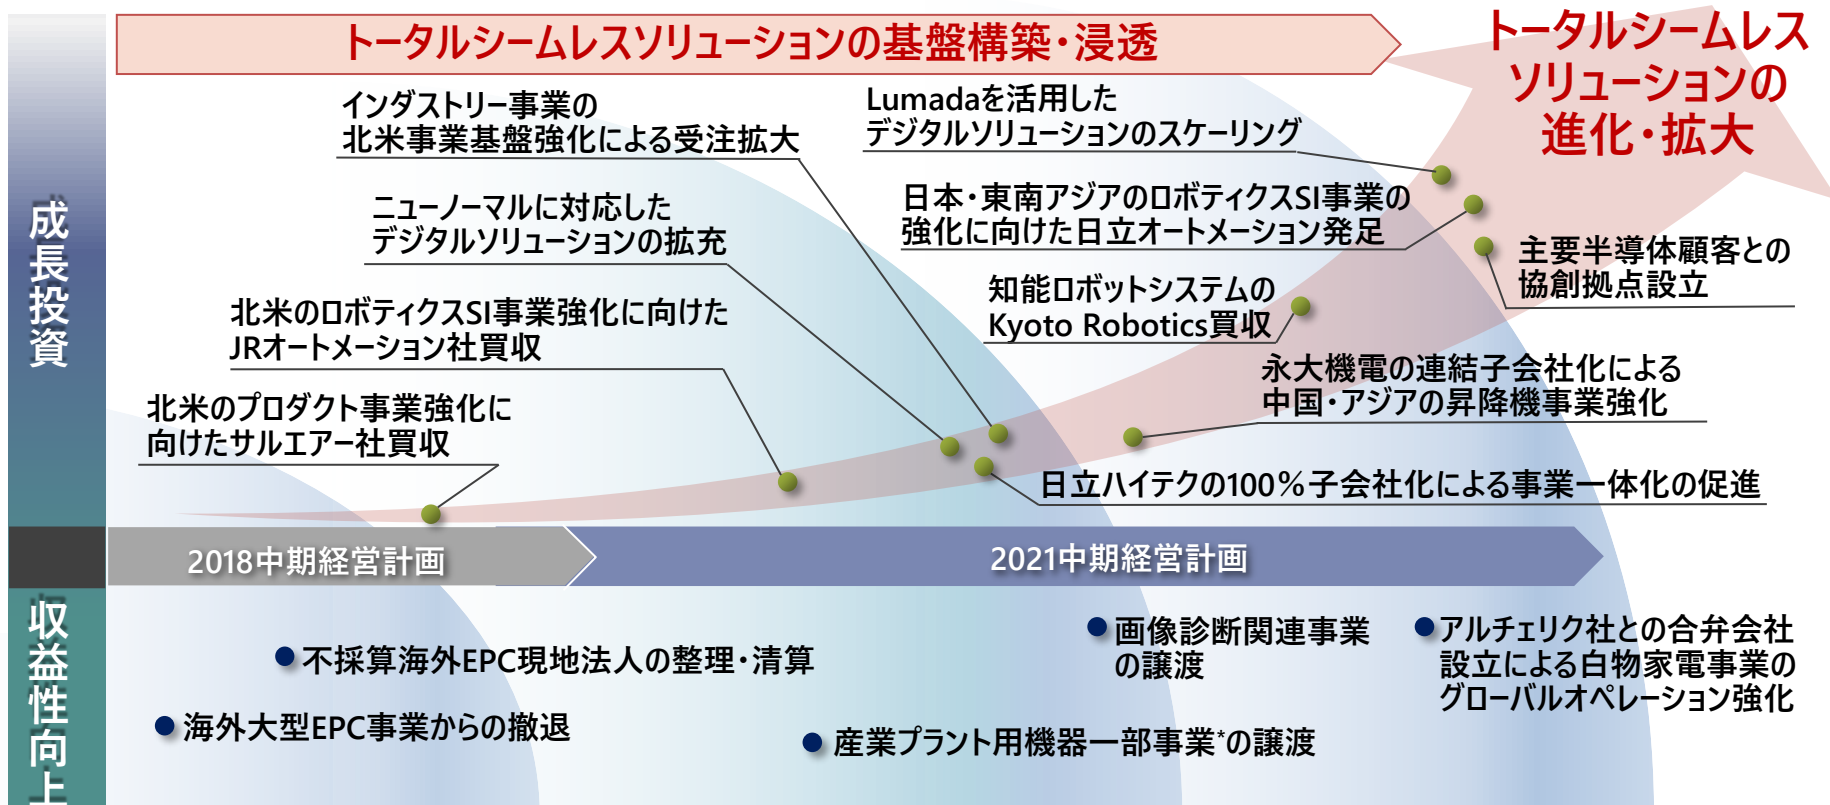 トータルシームレスソリューションの基盤構築・浸透
トータルシームレス
ソリューションの
進化・拡大
成長投資
インダストリー事業の
北米事業基盤強化による受注拡大
Lumadaを活用した
デジタルソリューションのスケーリング
ニューノーマルに対応した
デジタルソリューションの拡充
日本・東南アジアのロボティクスSI事業の
強化に向けた日立オートメーション発足
主要半導体顧客との
協創拠点設立
北米のロボティクスSI事業強化に向けた
JRオートメーション社買収
知能ロボットシステムの
Kyoto Robotics買収
永大機電の連結子会社化による
中国・アジアの昇降機事業強化
北米のプロダクト事業強化に
向けたサルエアー社買収
日立ハイテクの100%子会社化による事業一体化の促進
2018中期経営計画
2021中期経営計画
収益性向上
不採算海外EPC現地法人の整理・清算
海外大型EPC事業からの撤退
画像診断関連事業
の譲渡
産業プラント用機器一部事業*の譲渡
アルチェリク社との合弁会社
設立による白物家電事業の
グローバルオペレーション強化